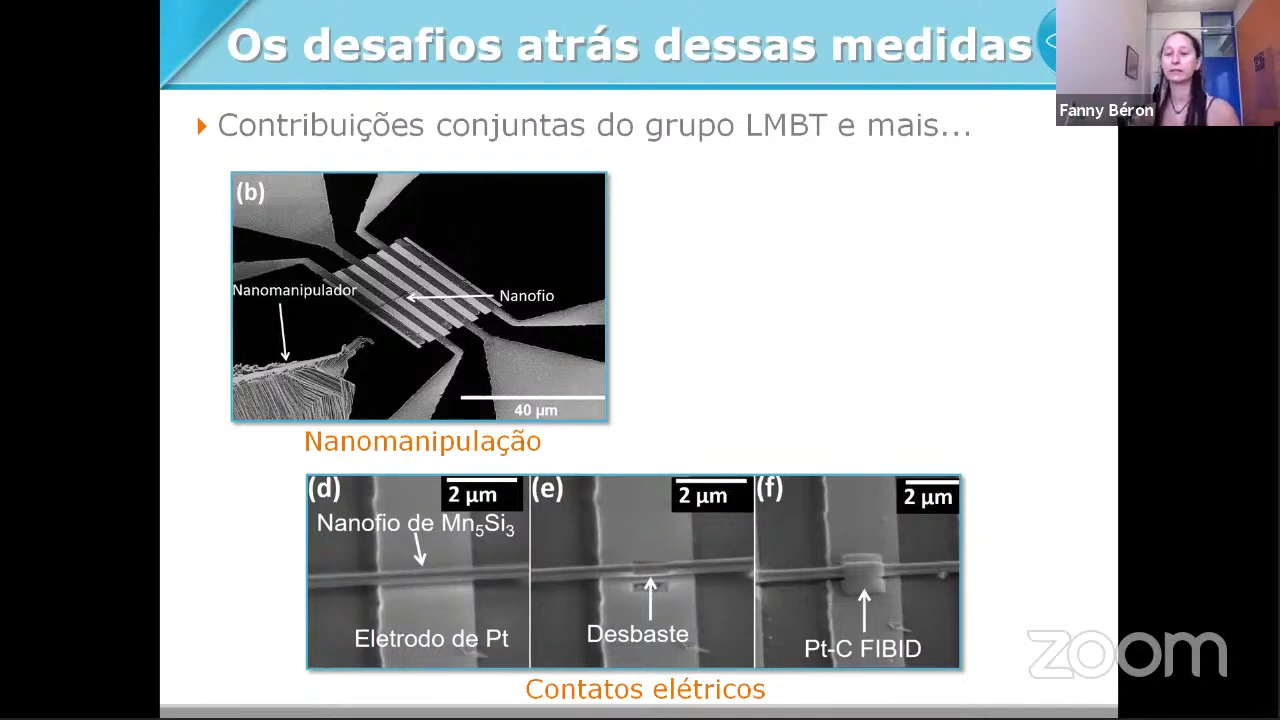 Os desafios atrás dessas medidas
Fanny Béron
Contribuições conjuntas do grupo LMBT e mais...
(b)
Nanomanipulador
Nanofio
40 µm
Nanomanipulação
(d)
2 µm
Nanofio de Mn₅Si₃
Eletrodo de Pt
(e)
2 µm
Desbaste
(f)
2 µm
Pt-C FIBID
Contatos elétricos
zoom